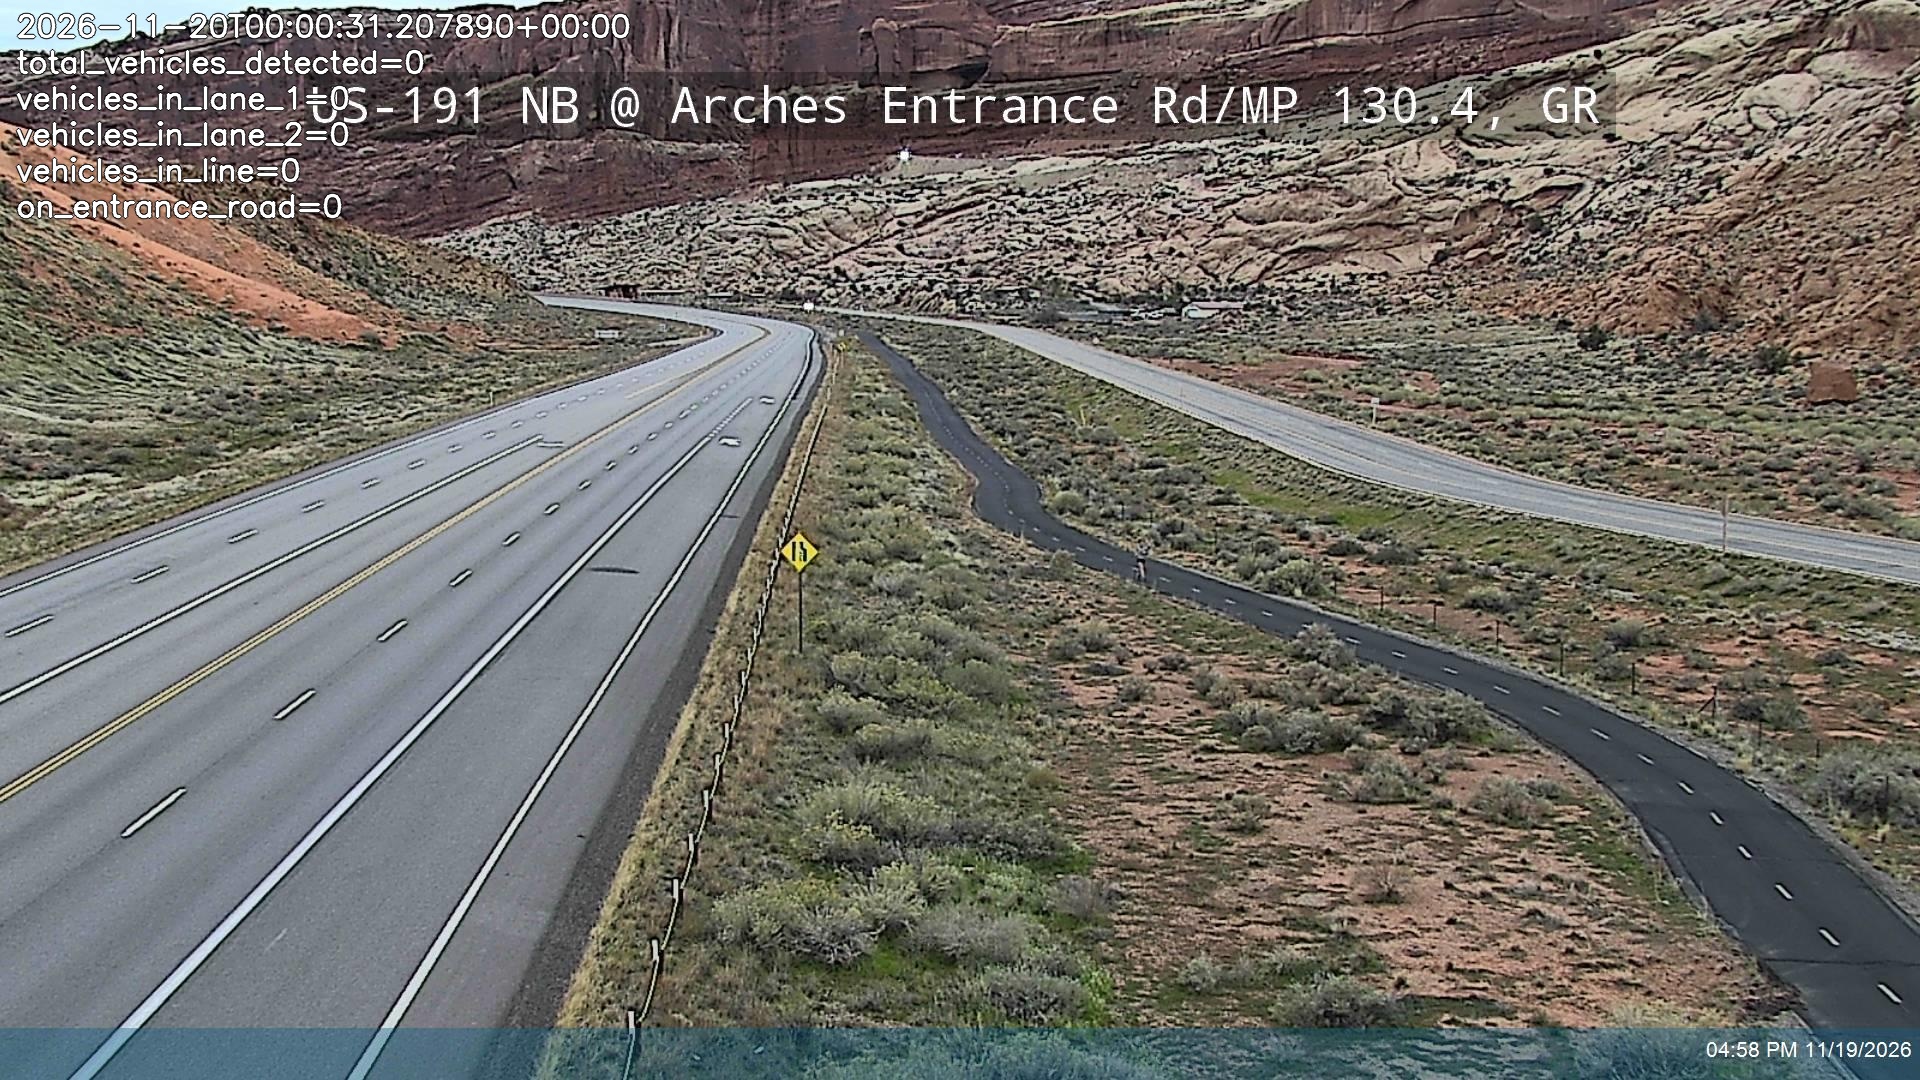 2026-11-20T00:00:31.207890+00:00
total_vehicles_detected=0
vehicles_in_lane_1=0
US-191 NB @ Arches Entrance Rd/MP 130.4, GR
vehicles_in_lane_2=0
vehicles_in_line=0
on_entrance_road=0
04:58 PM 11/19/2026